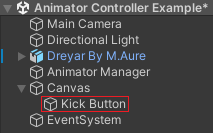 Animator Controller Example*
Main Camera
Directional Light
Dreyar By M.Aure
Animator Manager
Canvas
Kick Button
EventSystem